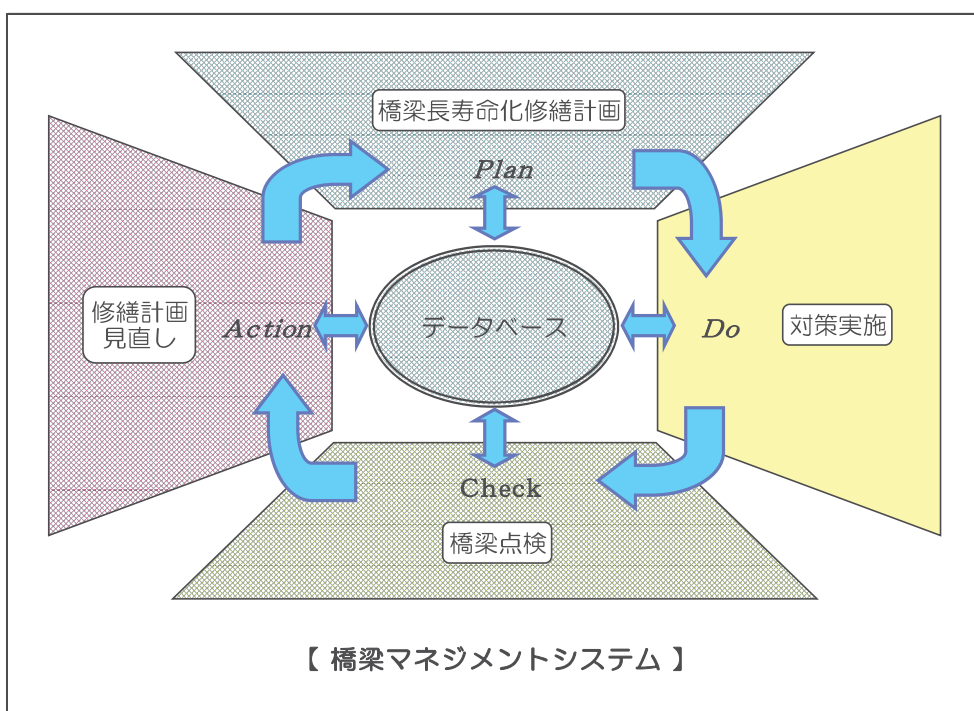 橋梁長寿命化修繕計画
Plan
修繕計画
見直し
Action
データベース
Do
対策実施
Check
橋梁点検
【 橋梁マネジメントシステム 】